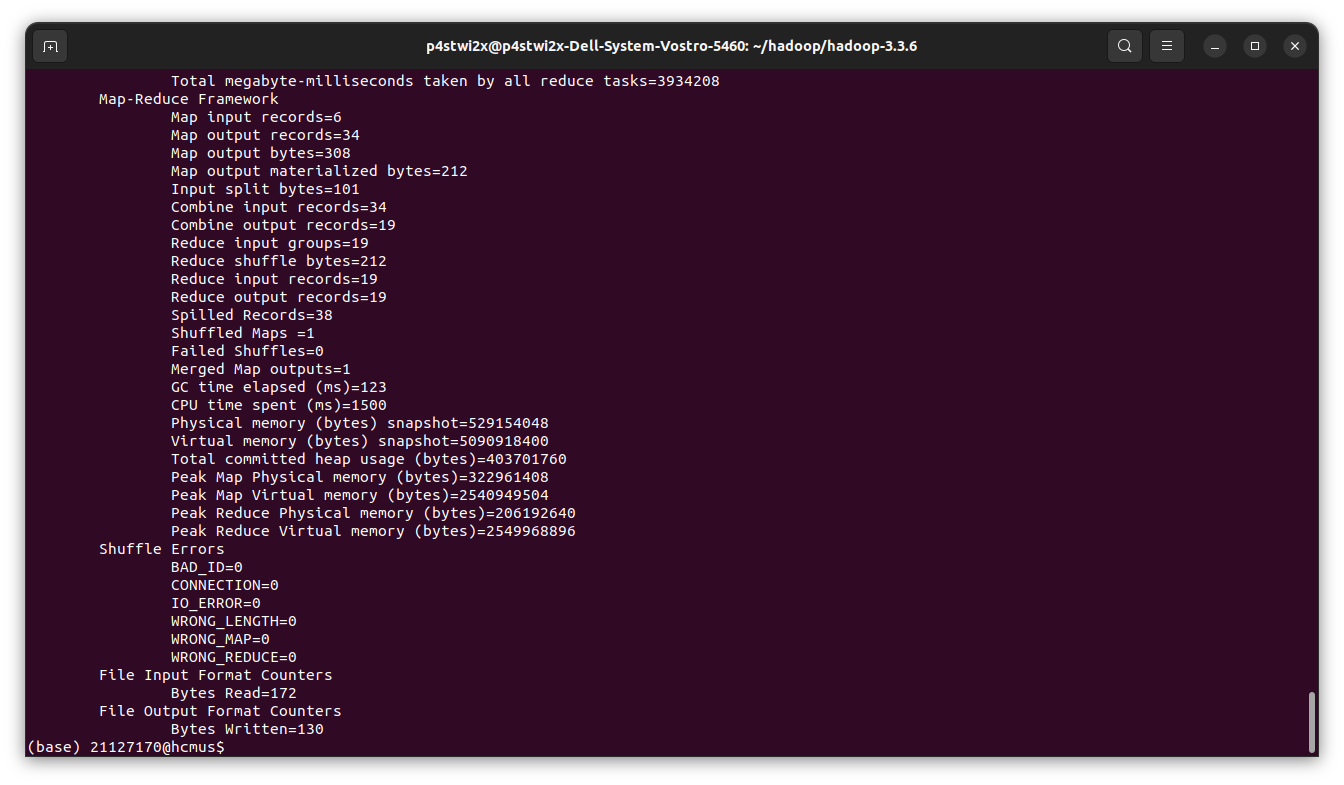 p4stwi2x@p4stwi2x-Dell-System-Vostro-5460: ~/hadoop/hadoop-3.3.6
Total megabyte-milliseconds taken by all reduce tasks=3934208
Map-Reduce Framework
Map input records=6
Map output records=34
Map output bytes=308
Map output materialized bytes=212
Input split bytes=101
Combine input records=34
Combine output records=19
Reduce input groups=19
Reduce shuffle bytes=212
Reduce input records=19
Reduce output records=19
Spilled Records=38
Shuffled Maps =1
Failed Shuffles=0
Merged Map outputs=1
GC time elapsed (ms)=123
CPU time spent (ms)=1500
Physical memory (bytes) snapshot=529154048
Virtual memory (bytes) snapshot=5090918400
Total committed heap usage (bytes)=403701760
Peak Map Physical memory (bytes)=322961408
Peak Map Virtual memory (bytes)=2540949504
Peak Reduce Physical memory (bytes)=206192640
Peak Reduce Virtual memory (bytes)=2549968896
Shuffle Errors
BAD_ID=0
CONNECTION=0
IO_ERROR=0
WRONG_LENGTH=0
WRONG_MAP=0
WRONG_REDUCE=0
File Input Format Counters
Bytes Read=172
File Output Format Counters
Bytes Written=130
(base) 21127170@hcmus$